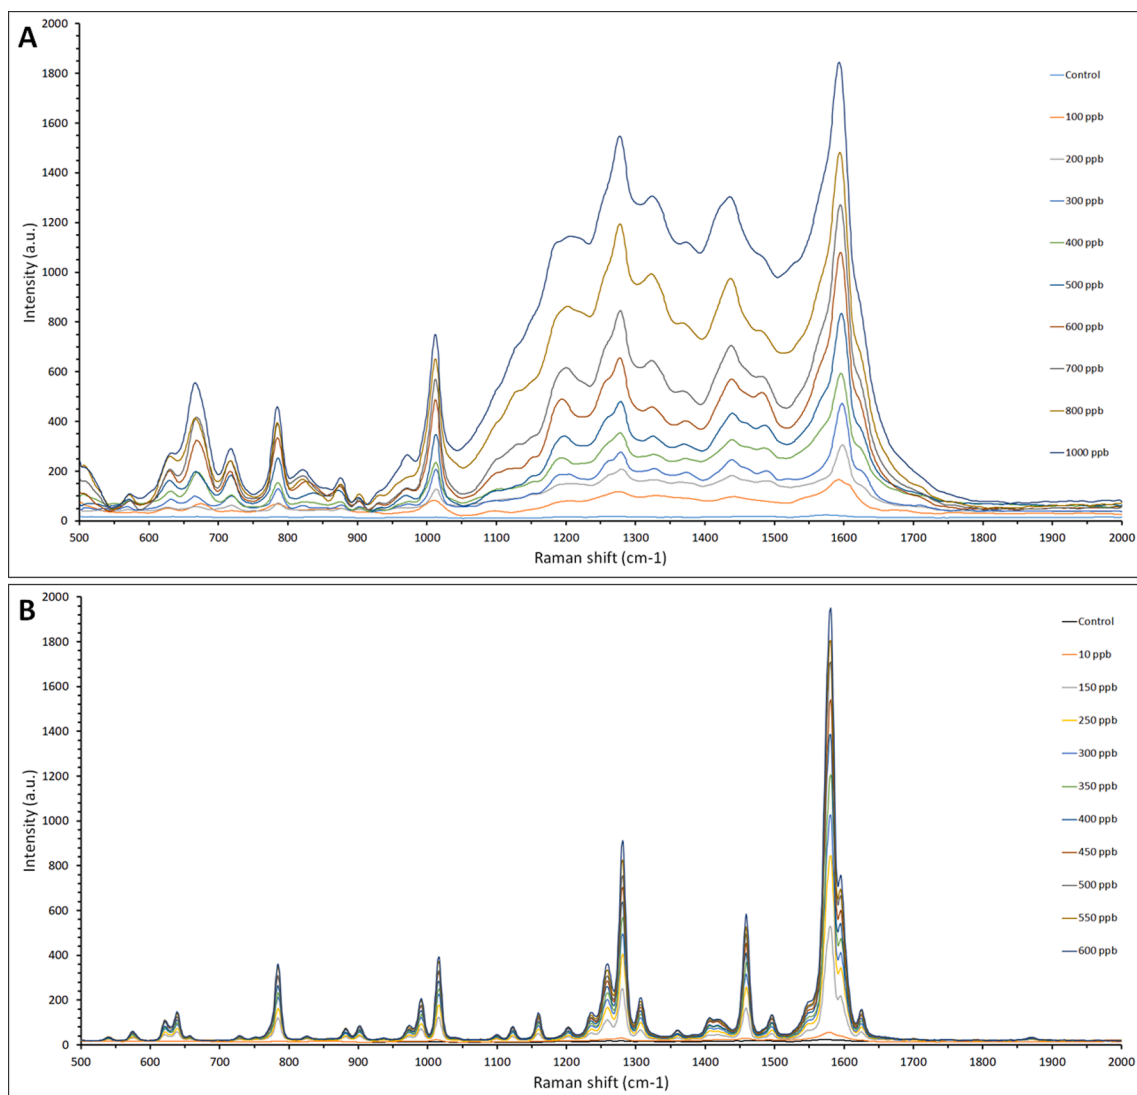 A
2000
1800
1600
1400
1200
1000
800
600
400
200
0
Intensity (a.u.)
500 600 700 800 900 1000 1100 1200 1300 1400 1500 1600 1700 1800 1900 2000
Raman shift (cm-1)
Control
100 ppb
200 ppb
300 ppb
400 ppb
500 ppb
600 ppb
700 ppb
800 ppb
1000 ppb
B
2000
1800
1600
1400
1200
1000
800
600
400
200
0
Intensity (a.u.)
500 600 700 800 900 1000 1100 1200 1300 1400 1500 1600 1700 1800 1900 2000
Raman shift (cm-1)
Control
10 ppb
150 ppb
250 ppb
300 ppb
350 ppb
400 ppb
450 ppb
500 ppb
550 ppb
600 ppb